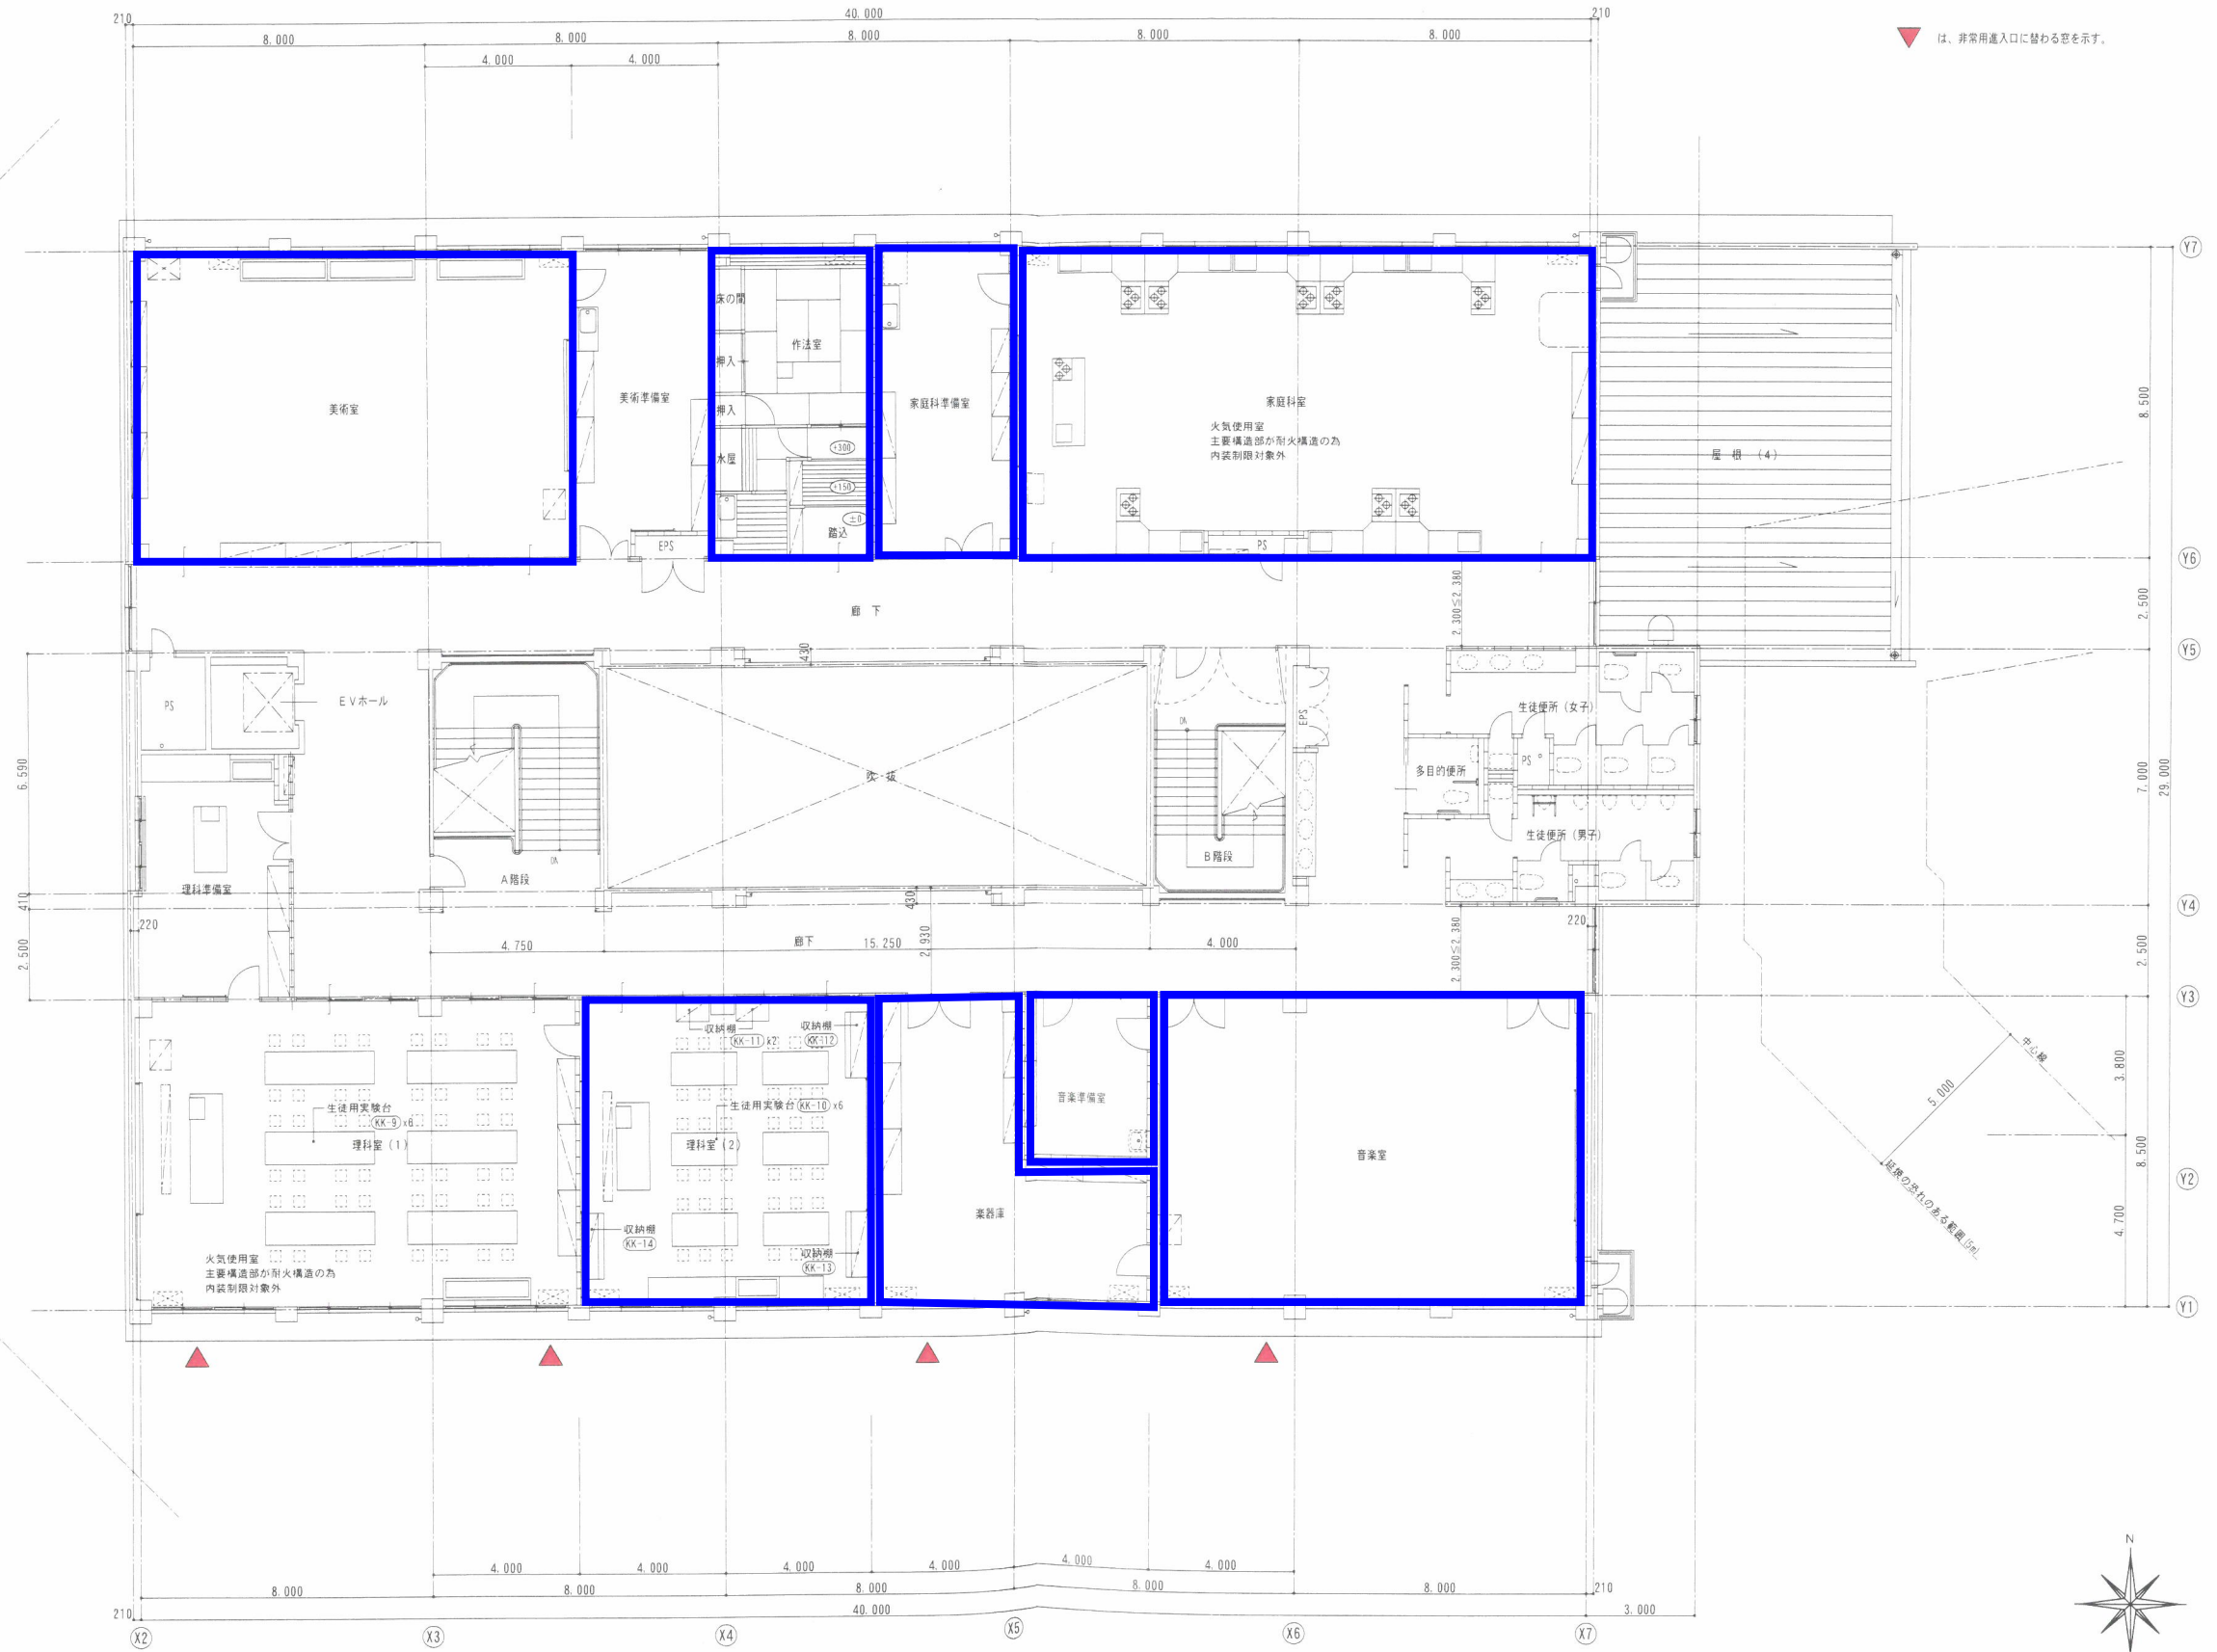 210
40.000
210
8.000
8.000
8.000
8.000
8.000
4.000
4.000
は、非常用進入口に替わる窓を示す。
Y7
床の間
作法室
押入
美術室
美術準備室
押入
家庭科準備室
家庭科室
火気使用室
主要構造部が耐火構造の為
内装制限対象外
8.500
水屋
+300
屋 根 (4)
+150
±0
踏込
EPS
PS
Y6
2.300≦2.380
2.500
廊 下
430
Y5
PS
EVホール
DN
EPS
生徒便所(女子)
6.590
吹 抜
多目的便所
PS
7.000
29.000
生徒便所(男子)
DN
B階段
A階段
理科準備室
410
430
Y4
220
220
2.500
4.750
廊下
15.250
2.930
4.000
2.300≦2.380
2.500
Y3
収納棚
KK-11 x2
収納棚
KK-12
中心線
3.800
5.000
生徒用実験台
KK-9 x6
生徒用実験台 KK-10 x6
音楽準備室
理科室(1)
理科室(2)
音楽室
8.500
延焼の恐れのある範囲(5m)
Y2
楽器庫
収納棚
KK-14
4.700
火気使用室
主要構造部が耐火構造の為
内装制限対象外
収納棚
KK-13
Y1
N
4.000
4.000
4.000
4.000
4.000
4.000
8.000
8.000
8.000
8.000
8.000
210
210
40.000
3.000
X2
X3
X4
X5
X6
X7